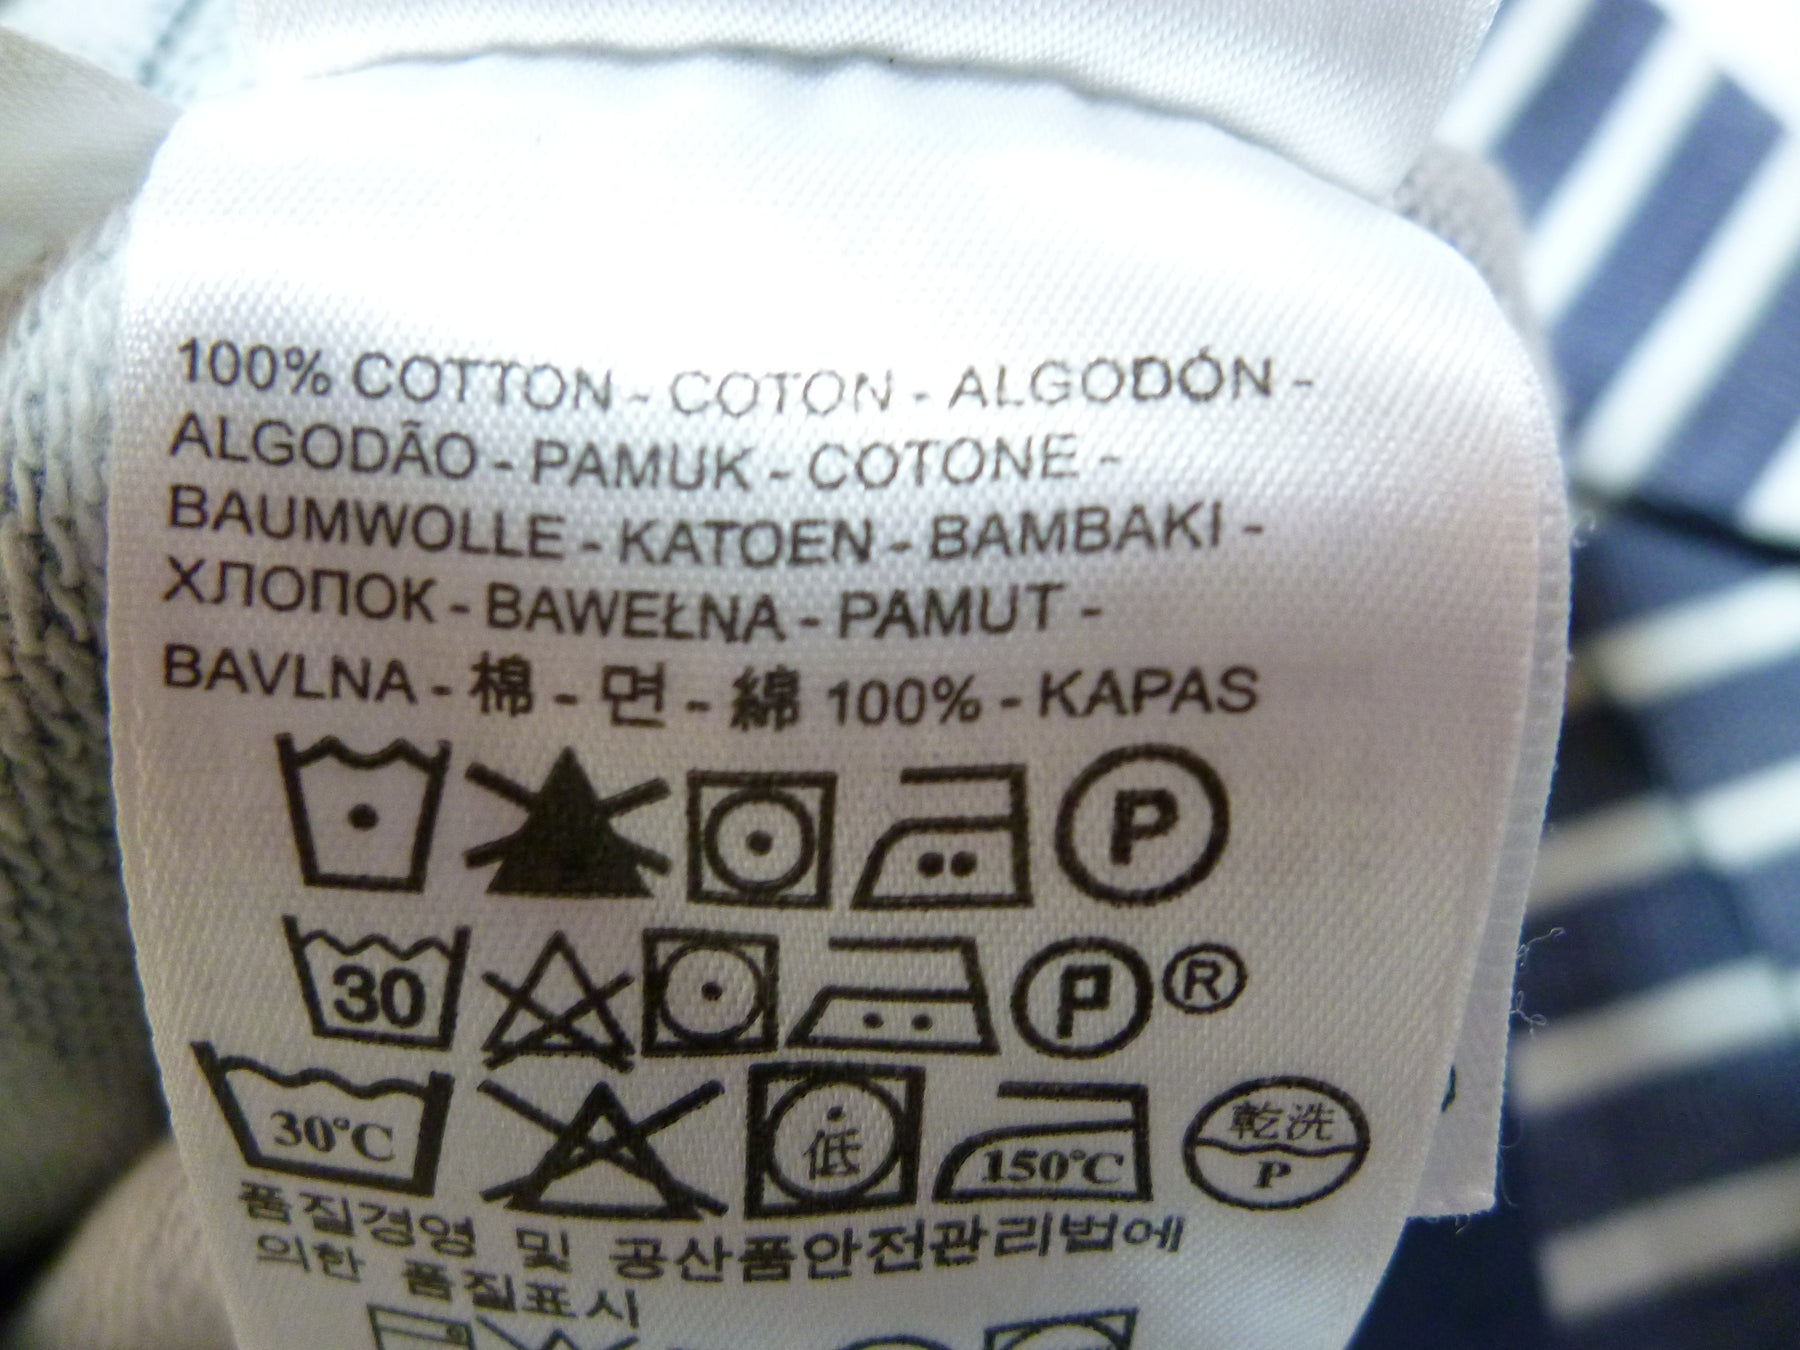 100% COTTON - COTON - ALGODÓN -
ALGODÃO - PAMUK - COTONE -
BAUMWOLLE - KATOEN - BAMBAKI -
ХЛОПОК - BAWEŁNA - PAMUT -
BAVLNA - 棉 - 면 - 綿 100% - KAPAS
P
30 P ®
30°C 低 150°C 乾洗 P
품질경영 및 공산품안전관리법에
의한 품질표시